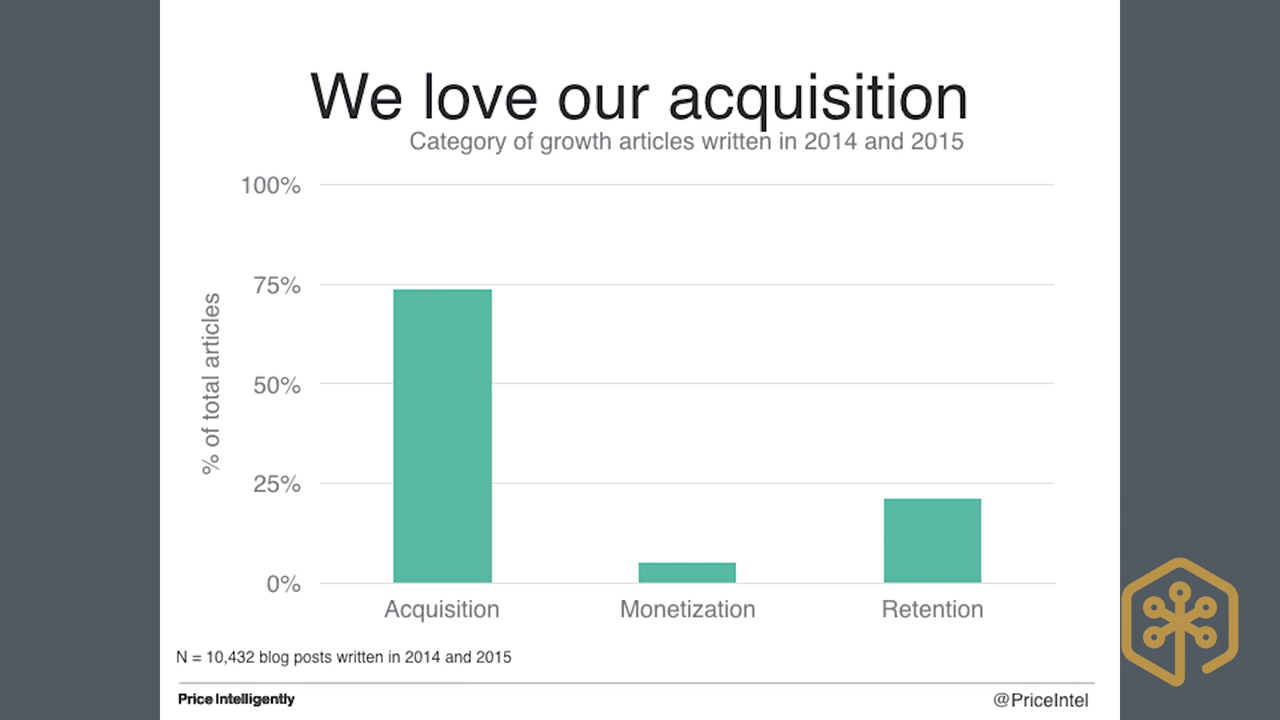 We love our acquisition
Category of growth articles written in 2014 and 2015
100%
75%
50%
25%
0%
% of total articles
Acquisition Monetization Retention
N = 10,432 blog posts written in 2014 and 2015
Price Intelligently @PriceIntel